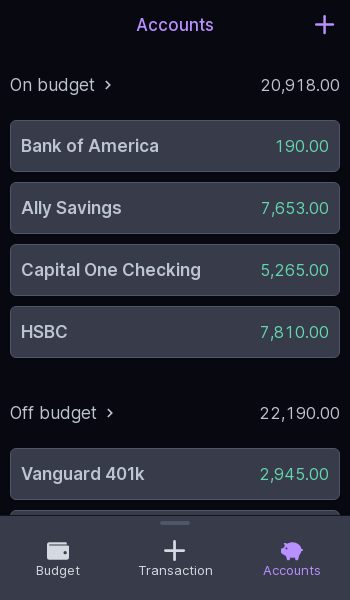 Accounts
On budget 20,918.00
Bank of America 190.00
Ally Savings 7,653.00
Capital One Checking 5,265.00
HSBC 7,810.00
Off budget 22,190.00
Vanguard 401k 2,945.00
Budget Transaction Accounts